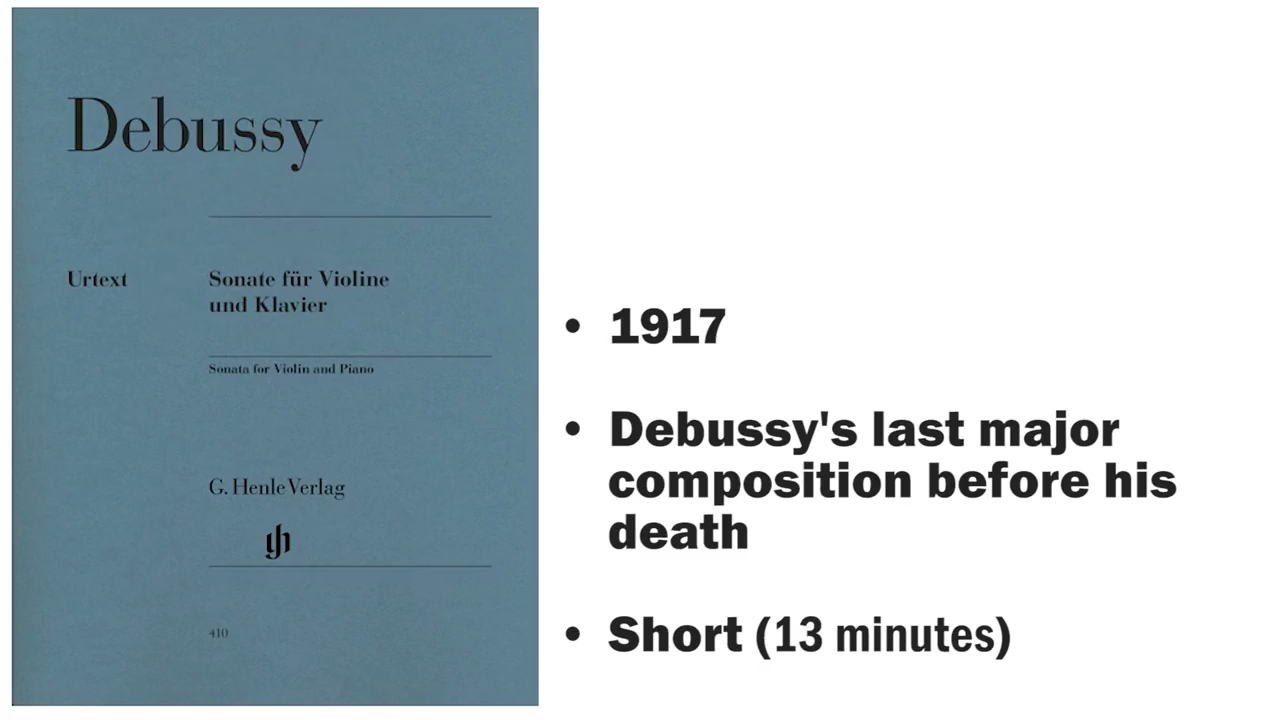 Debussy
Urtext
Sonate für Violine
und Klavier
Sonata for Violin and Piano
G. Henle Verlag
410
• 1917
• Debussy's last major
composition before his
death
• Short (13 minutes)